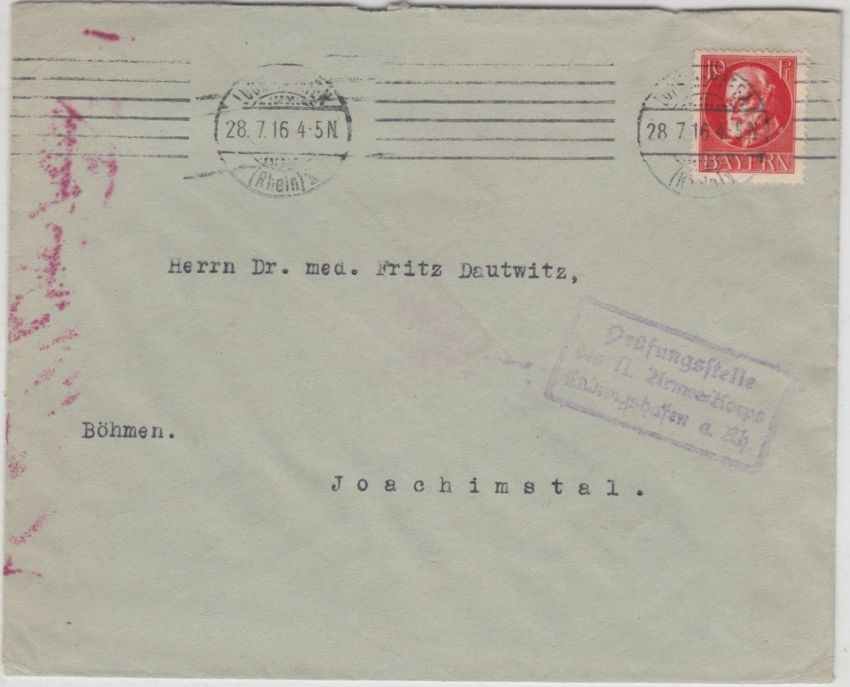 10 Pf
BAYERN
28.7.16 4-5N
(Rhein)
28.7.16 4-5N
Herrn Dr. med. Fritz Dautwitz,
Prüfungsstelle
des II. Armee Korps
Ludwigshafen a. Rh
Böhmen.
Joachimstal.